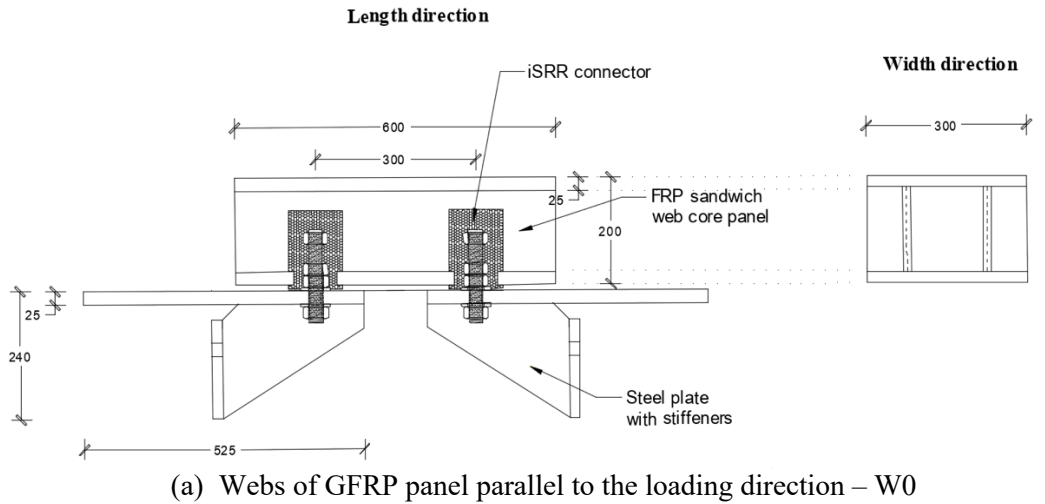 Length direction
iSRR connector
Width direction
600
300
300
25
FRP sandwich
web core panel
200
25
240
Steel plate
with stiffeners
525
(a) Webs of GFRP panel parallel to the loading direction – W0